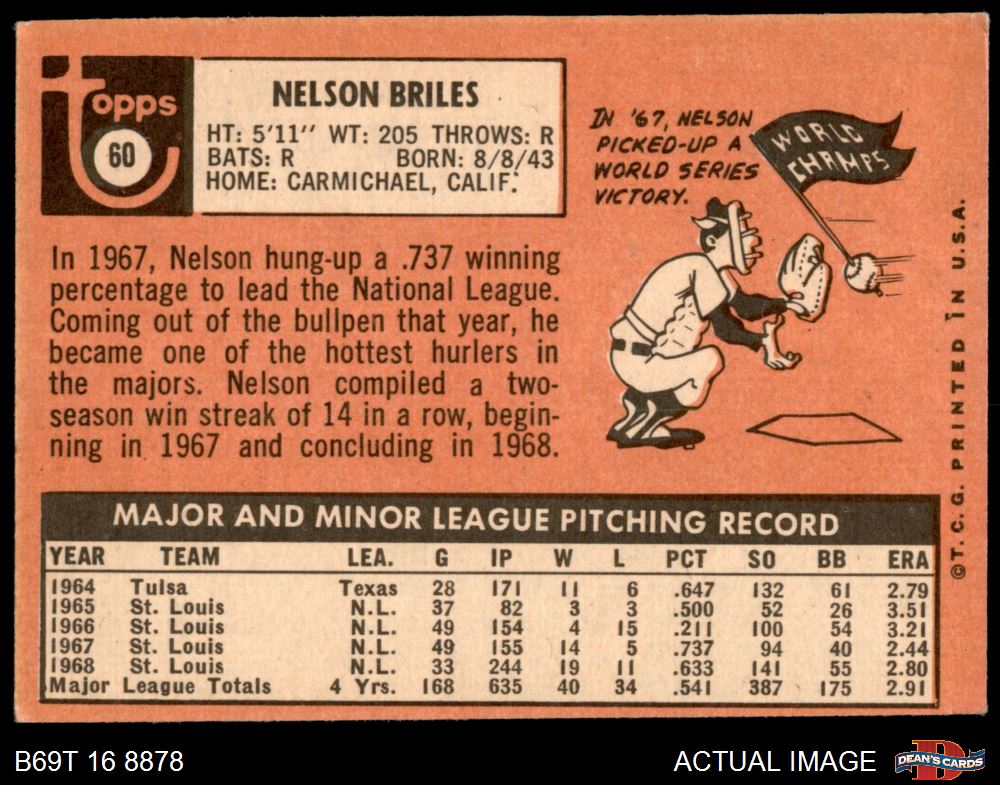 topps
60
NELSON BRILES
HT: 5'11" WT: 205 THROWS: R
BATS: R BORN: 8/8/43
HOME: CARMICHAEL, CALIF.
IN '67, NELSON
PICKED-UP A
WORLD SERIES
VICTORY.
WORLD
CHAMPS
In 1967, Nelson hung-up a .737 winning
percentage to lead the National League.
Coming out of the bullpen that year, he
became one of the hottest hurlers in
the majors. Nelson compiled a two-
season win streak of 14 in a row, begin-
ning in 1967 and concluding in 1968.
MAJOR AND MINOR LEAGUE PITCHING RECORD
YEAR TEAM LEA. G IP W L PCT SO BB ERA
1964 Tulsa Texas 28 171 11 6 .647 132 61 2.79
1965 St. Louis N.L. 37 82 3 3 .500 52 26 3.51
1966 St. Louis N.L. 49 154 4 15 .211 100 54 3.21
1967 St. Louis N.L. 49 155 14 5 .737 94 40 2.44
1968 St. Louis N.L. 33 244 19 11 .633 141 55 2.80
Major League Totals 4 Yrs. 168 635 40 34 .541 387 175 2.91
©T. C. G. PRINTED IN U.S.A.
B69T 16 8878
ACTUAL IMAGE
D
DEAN'S CARDS